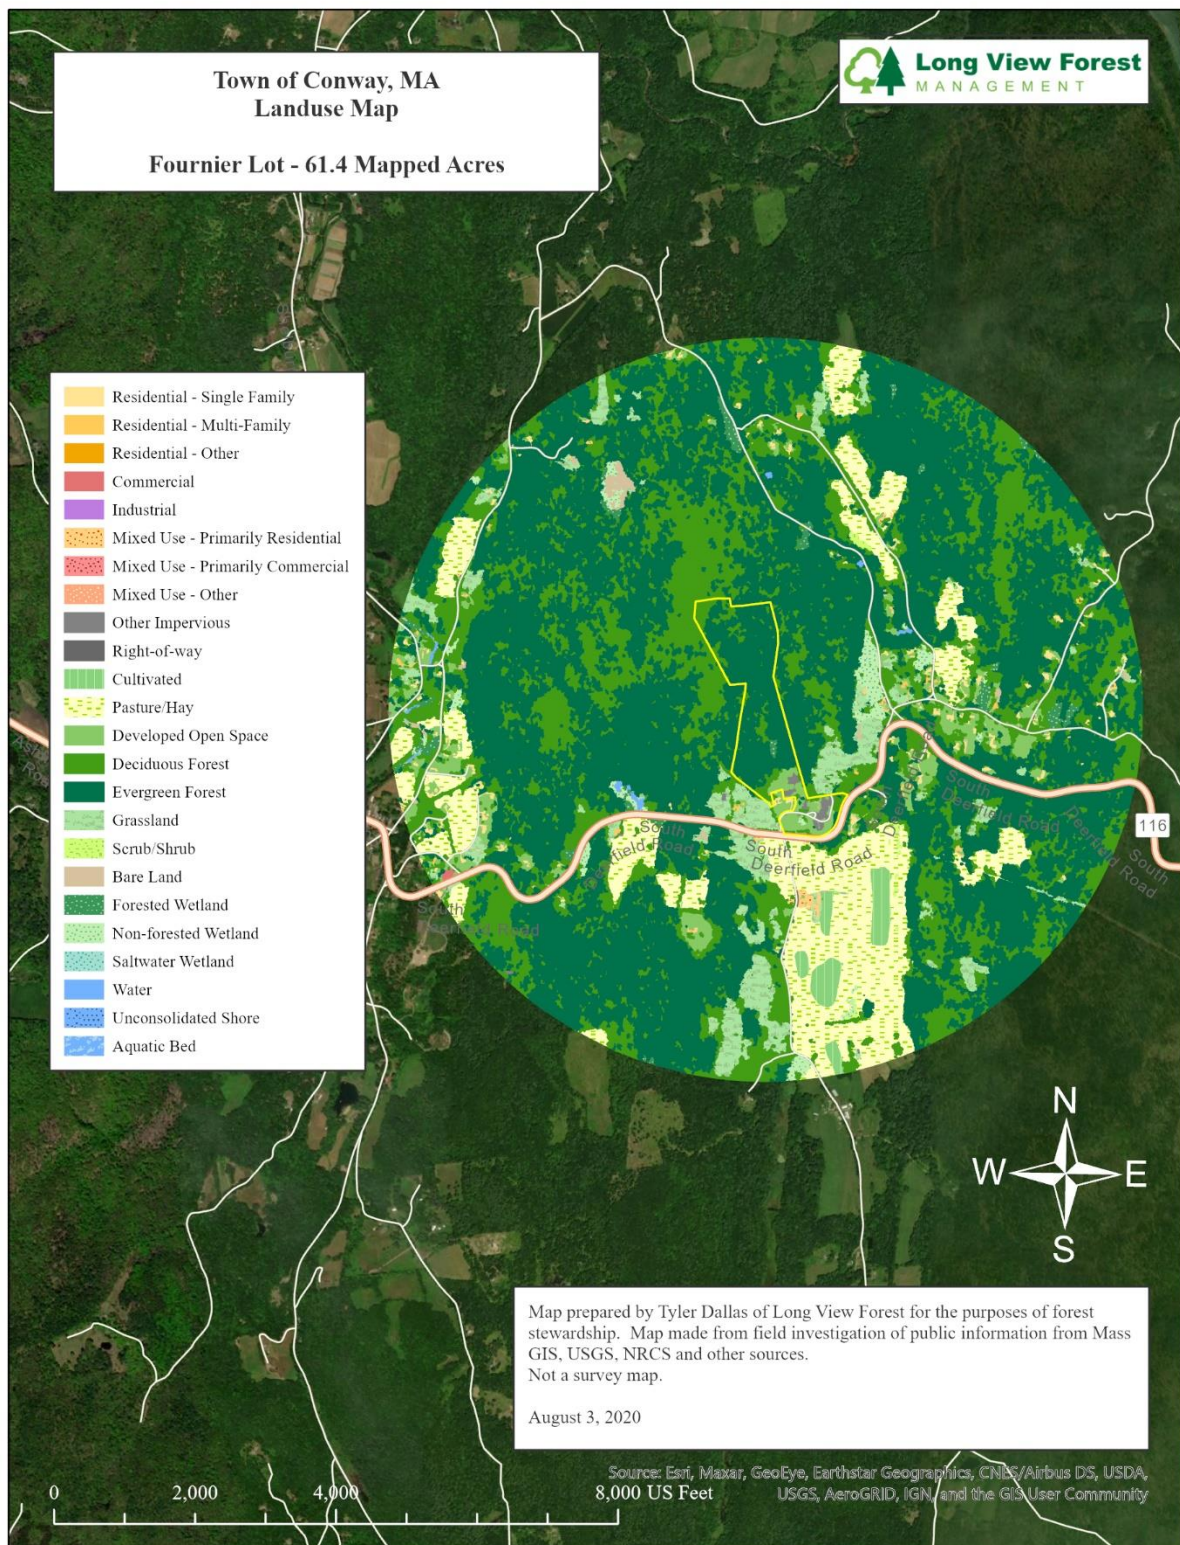 Town of Conway, MA
Landuse Map
Fournier Lot - 61.4 Mapped Acres
Long View Forest
MANAGEMENT
Residential - Single Family
Residential - Multi-Family
Residential - Other
Commercial
Industrial
Mixed Use - Primarily Residential
Mixed Use - Primarily Commercial
Mixed Use - Other
Other Impervious
Right-of-way
Cultivated
Pasture/Hay
Developed Open Space
Deciduous Forest
Evergreen Forest
Grassland
Scrub/Shrub
Bare Land
Forested Wetland
Non-forested Wetland
Saltwater Wetland
Water
Unconsolidated Shore
Aquatic Bed
South
Deerfield Road
South
Deerfield Road
South
Deerfield Road
South
Deerfield Road
South
Deerfield Road
116
N
W
E
S
Map prepared by Tyler Dallas of Long View Forest for the purposes of forest
stewardship. Map made from field investigation of public information from Mass
GIS, USGS, NRCS and other sources.
Not a survey map.
August 3, 2020
Source: Esri, Maxar, GeoEye, Earthstar Geographics, CNES/Airbus DS, USDA,
USGS, AeroGRID, IGN, and the GIS User Community
0 2,000 4,000 8,000 US Feet